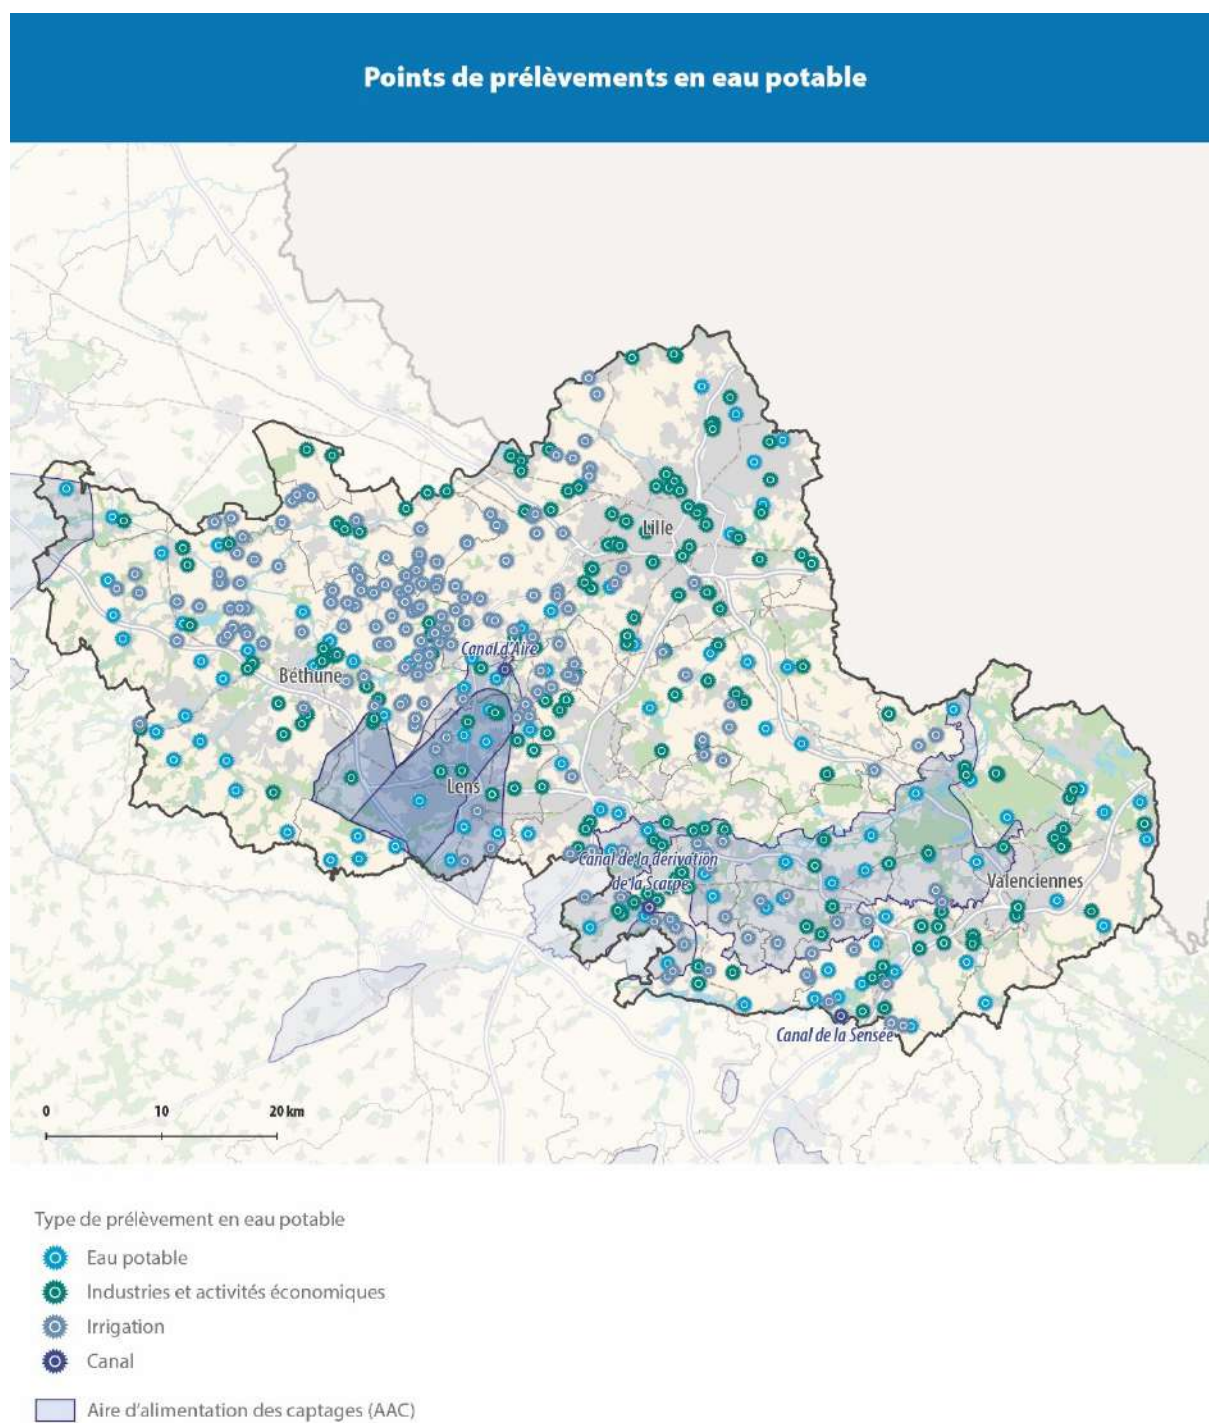 Points de prélèvements en eau potable
Lille
Canal d'Aire
Béthune
Lens
Canal de la dérivation
de la Scarpe
Valenciennes
Canal de la Sensée
0 10 20 km
Type de prélèvement en eau potable
Eau potable
Industries et activités économiques
Irrigation
Canal
Aire d'alimentation des captages (AAC)